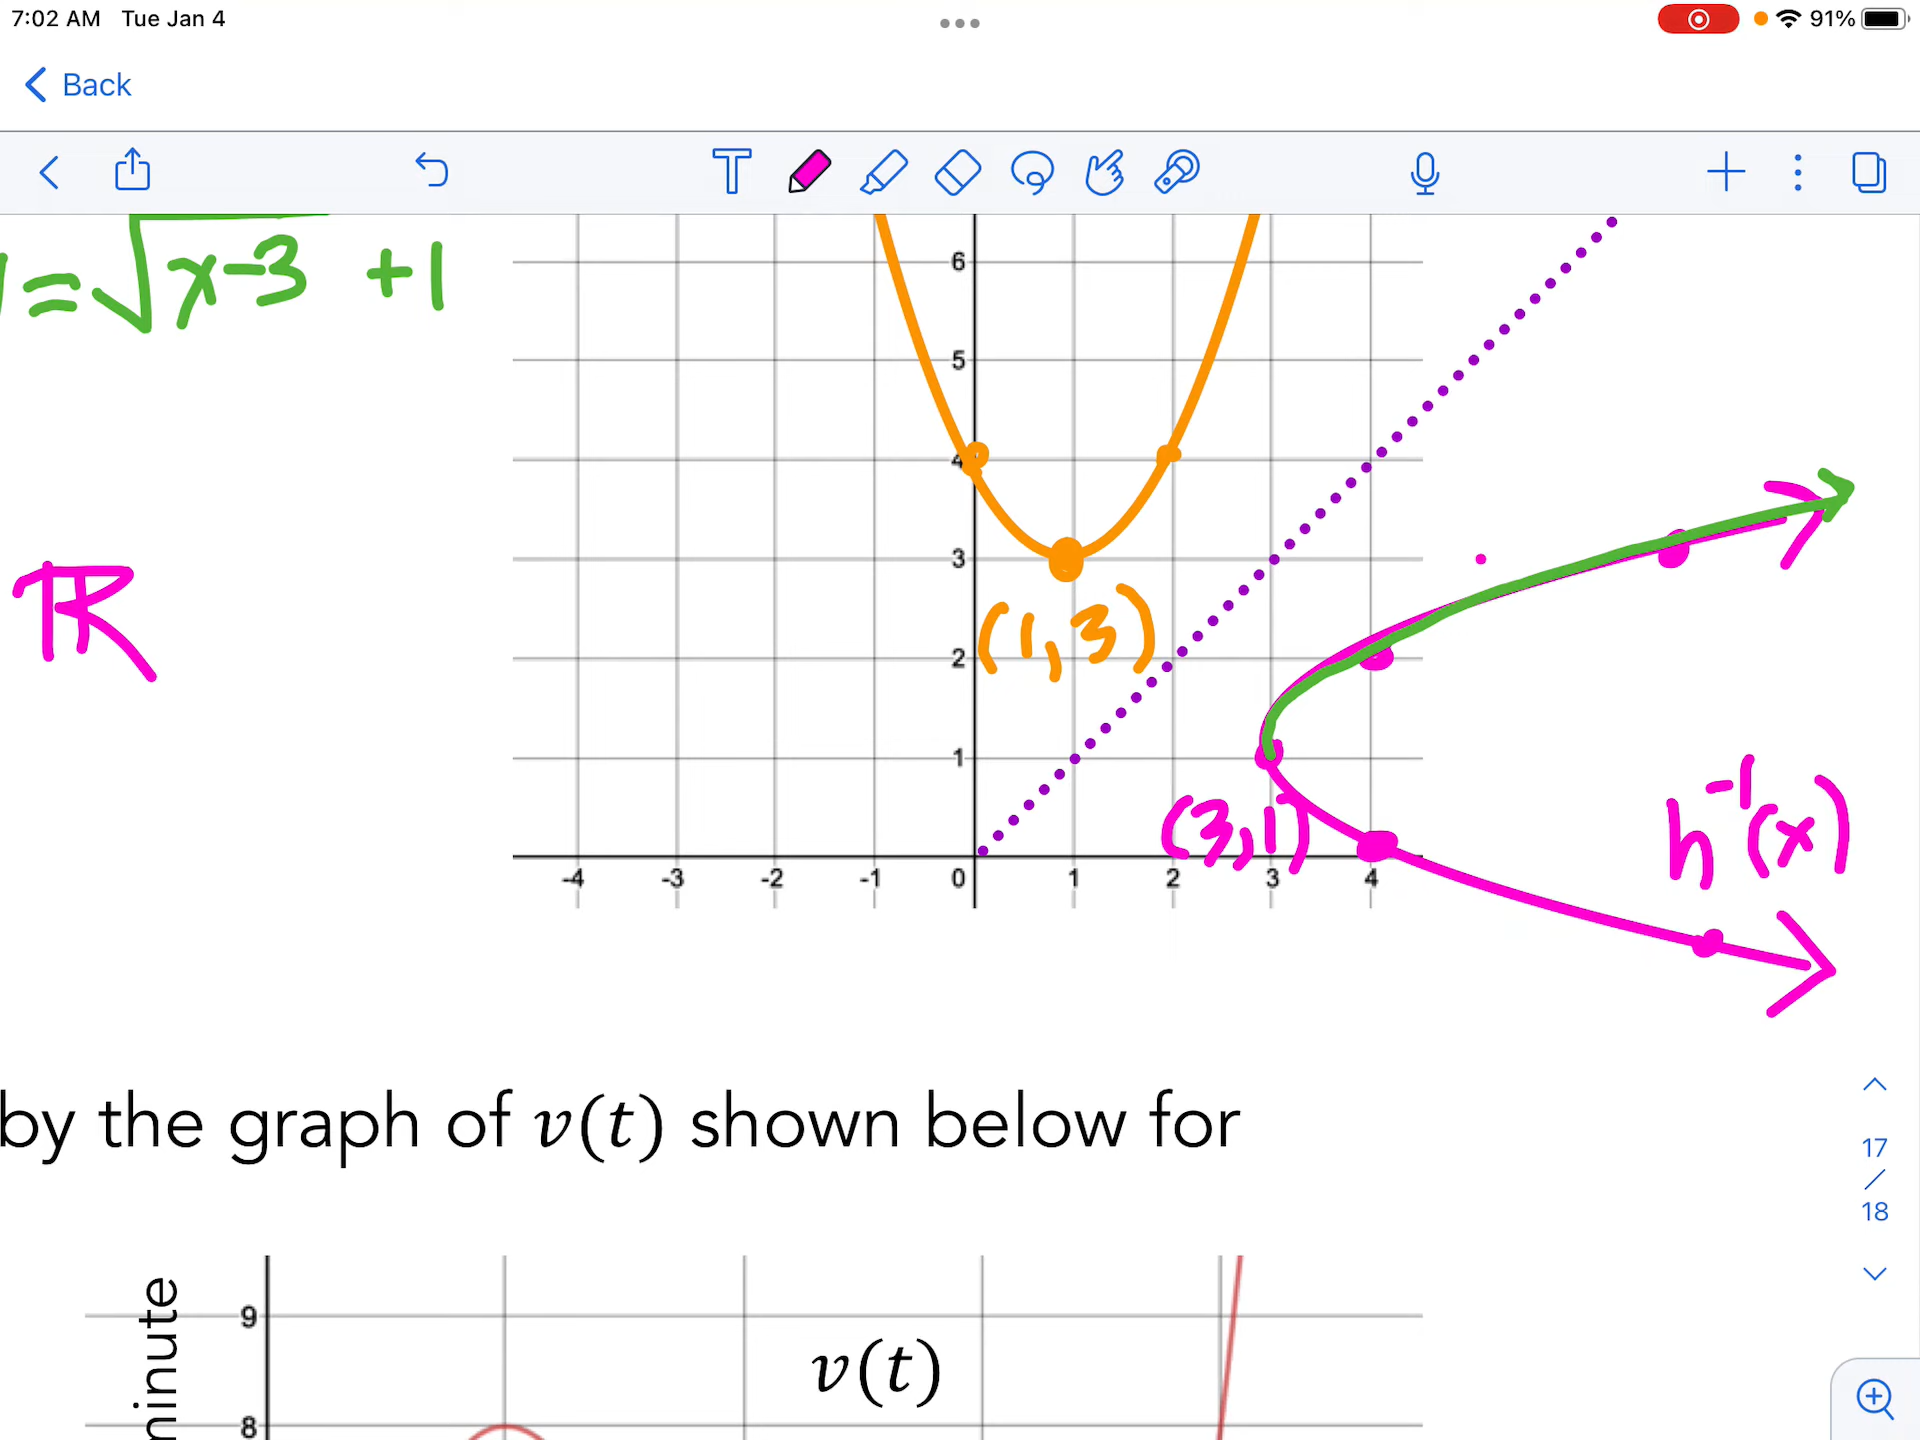 7:02 AM Tue Jan 4
91%
Back
T
= √x-3 +1
6
5
4
3
(1,3)
2
ℝ
1
(3,1)
h⁻¹(x)
-4 -3 -2 -1 0 1 2 3 4
by the graph of v(t) shown below for
17
/
18
minute
9
v(t)
8